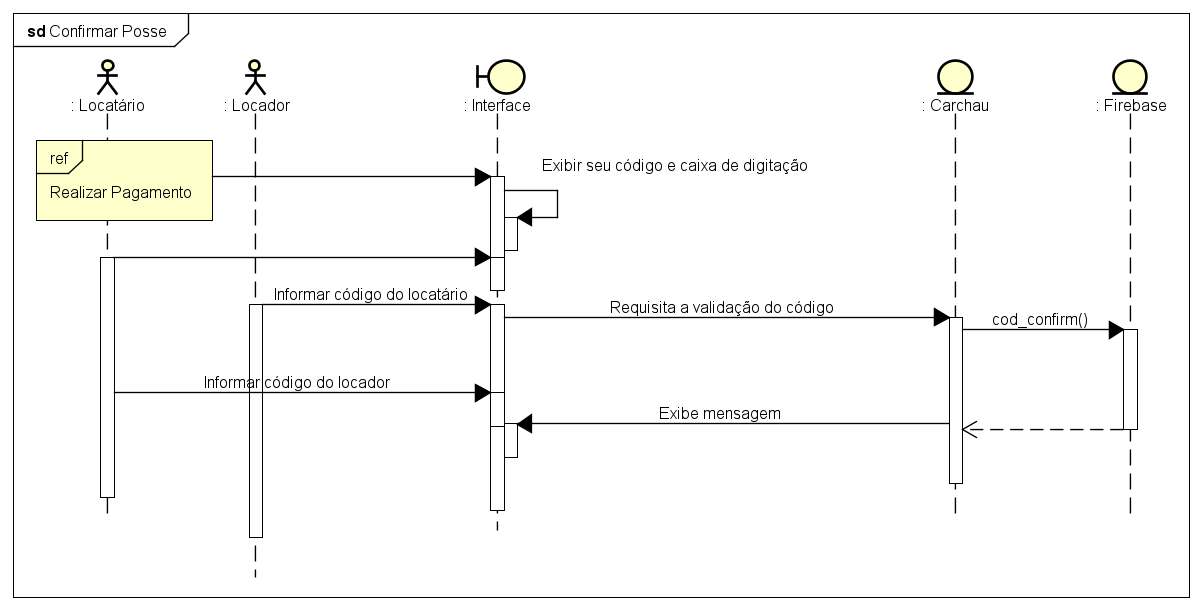 sd Confirmar Posse
: Locatário
: Locador
: Interface
: Carchau
: Firebase
ref
Realizar Pagamento
Exibir seu código e caixa de digitação
Informar código do locatário
Requisita a validação do código
cod_confirm()
Informar código do locador
Exibe mensagem